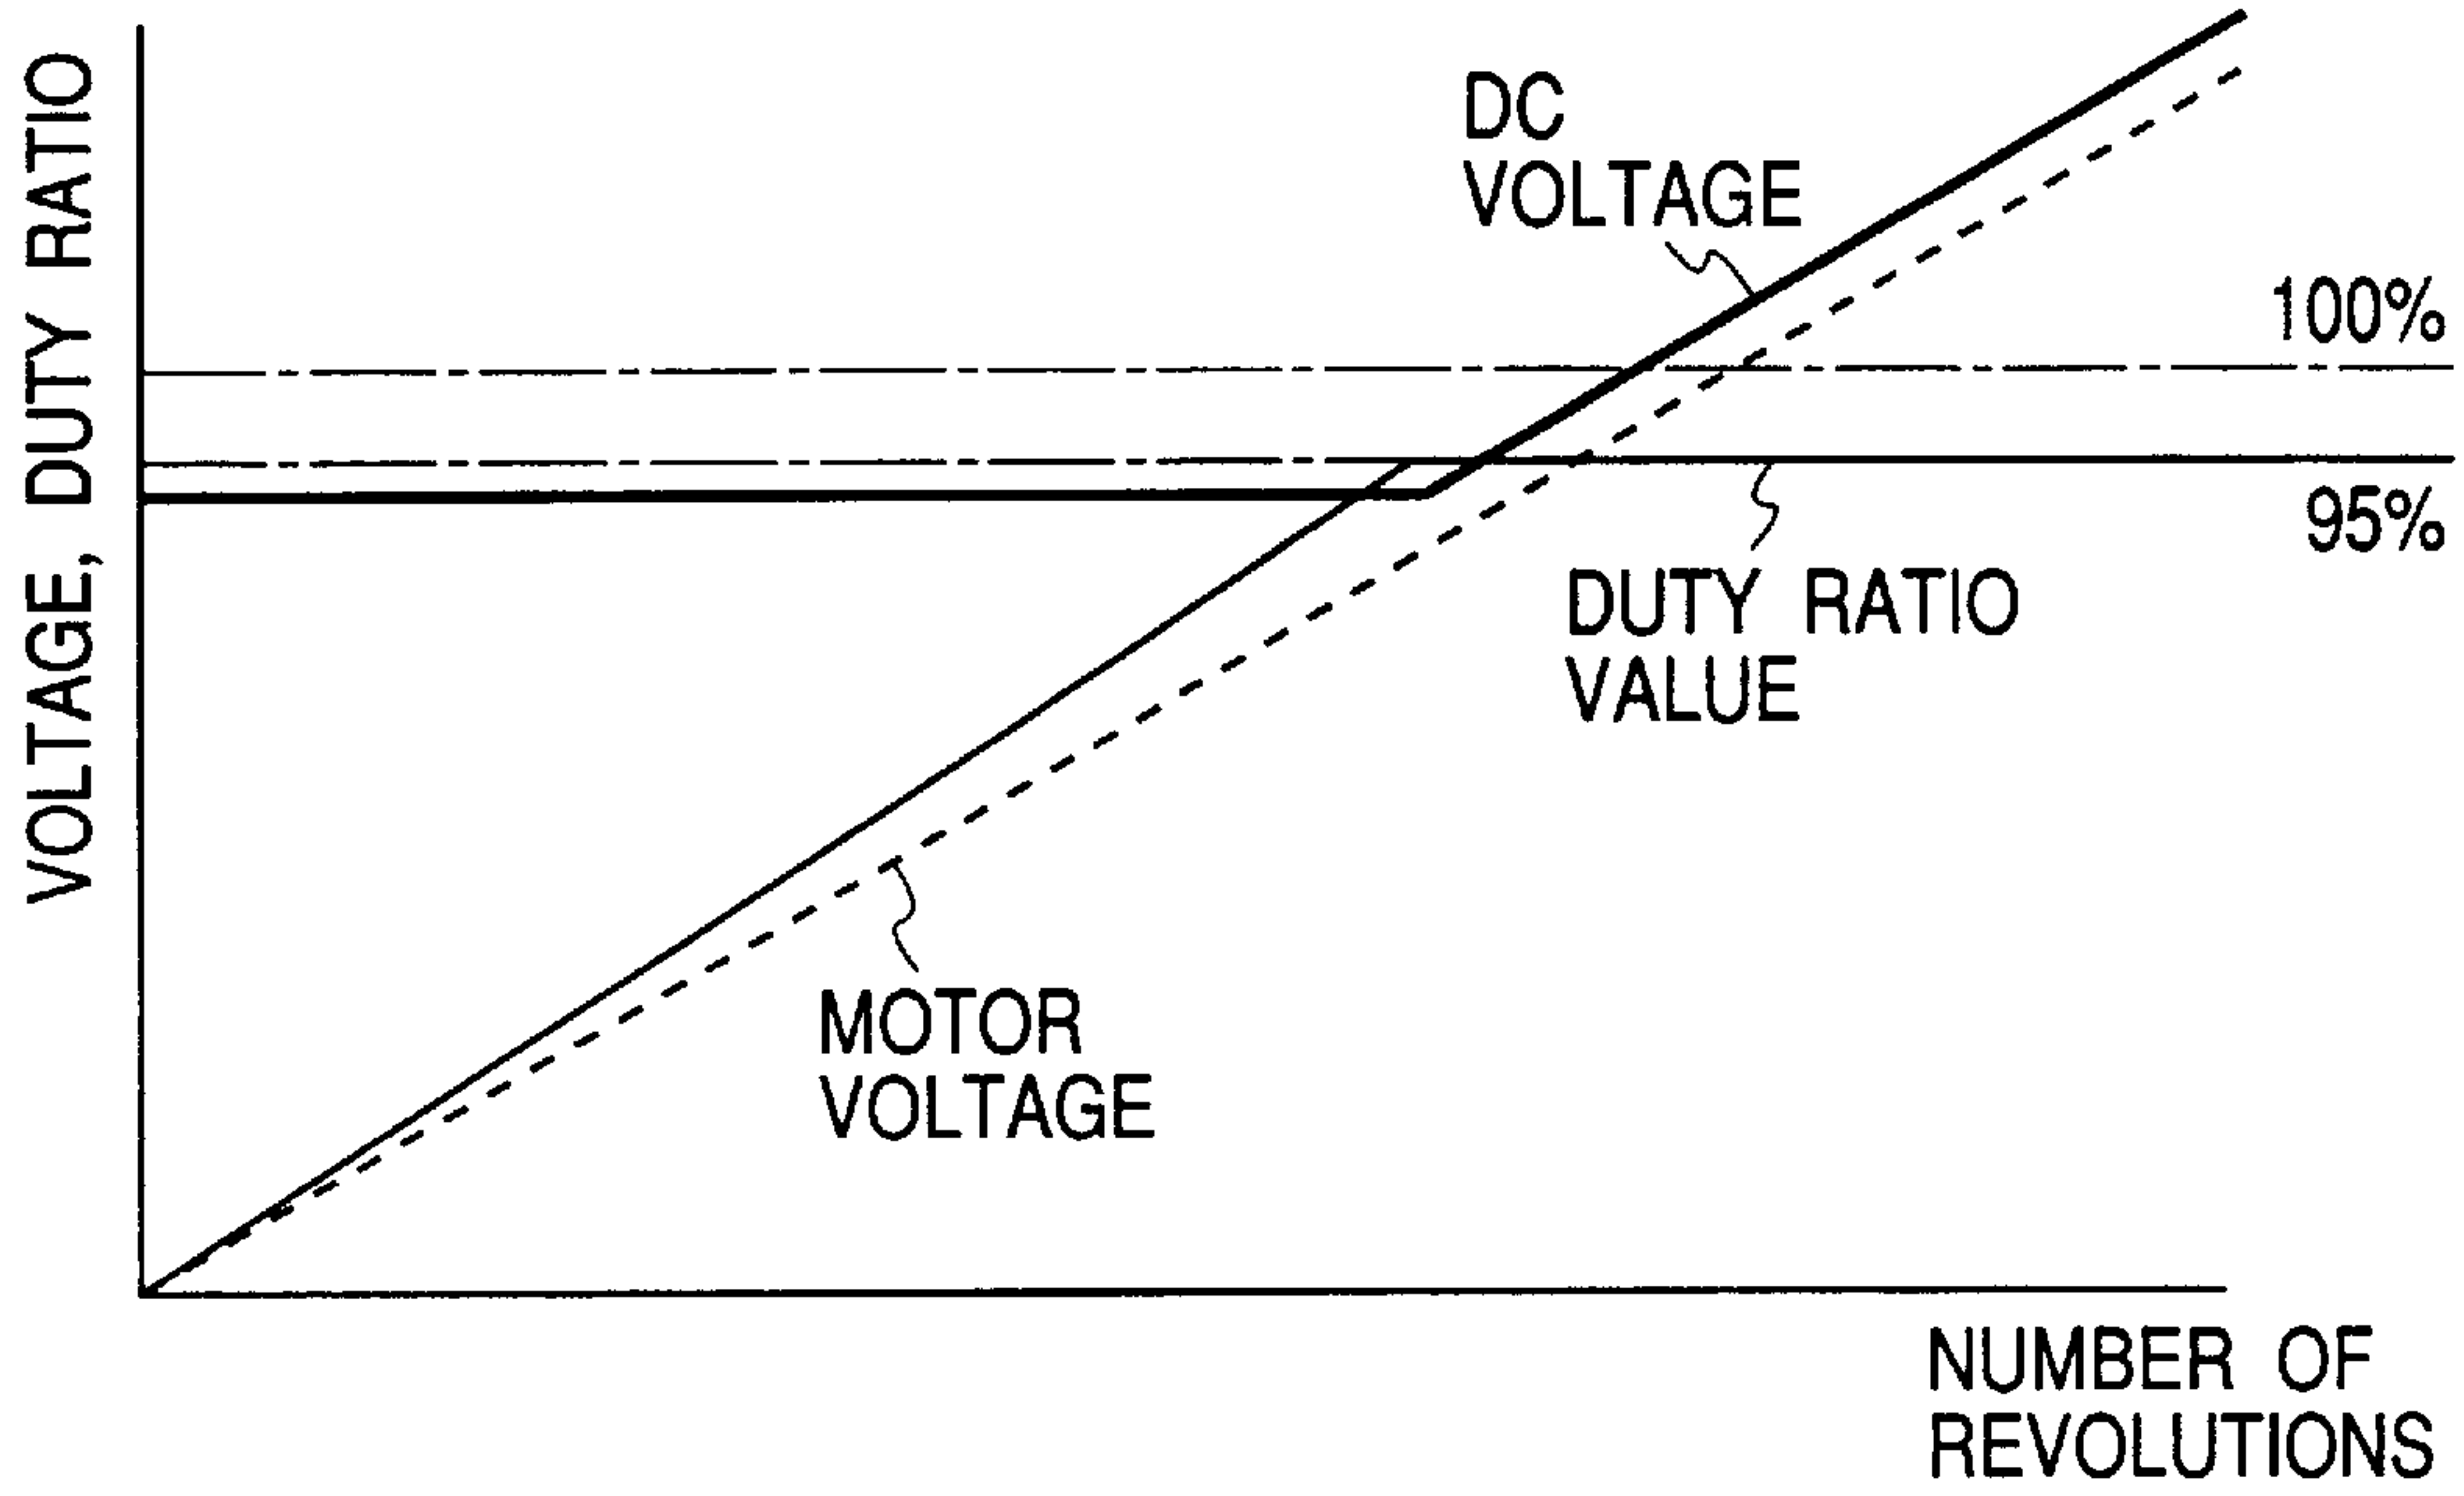 VOLTAGE, DUTY RATIO
DC
VOLTAGE
100%
95%
DUTY RATIO
VALUE
MOTOR
VOLTAGE
NUMBER OF
REVOLUTIONS